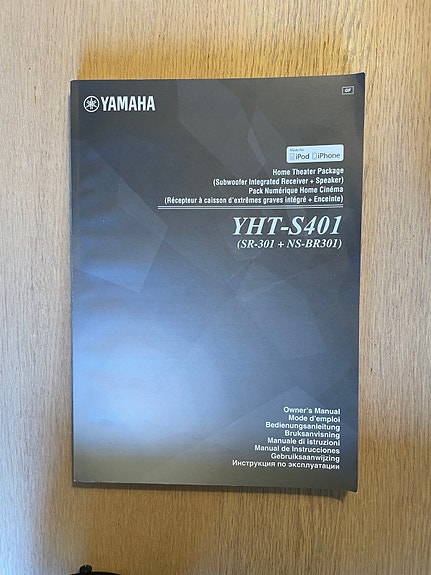 YAMAHA
GF
Made for
iPod iPhone
Home Theater Package
(Subwoofer Integrated Receiver + Speaker)
Pack Numérique Home Cinéma
(Récepteur à caisson d'extrêmes graves intégré + Enceinte)
YHT-S401
(SR-301 + NS-BR301)
Owner's Manual
Mode d'emploi
Bedienungsanleitung
Bruksanvisning
Manuale di istruzioni
Manual de Instrucciones
Gebruiksaanwijzing
Инструкция по эксплуатации